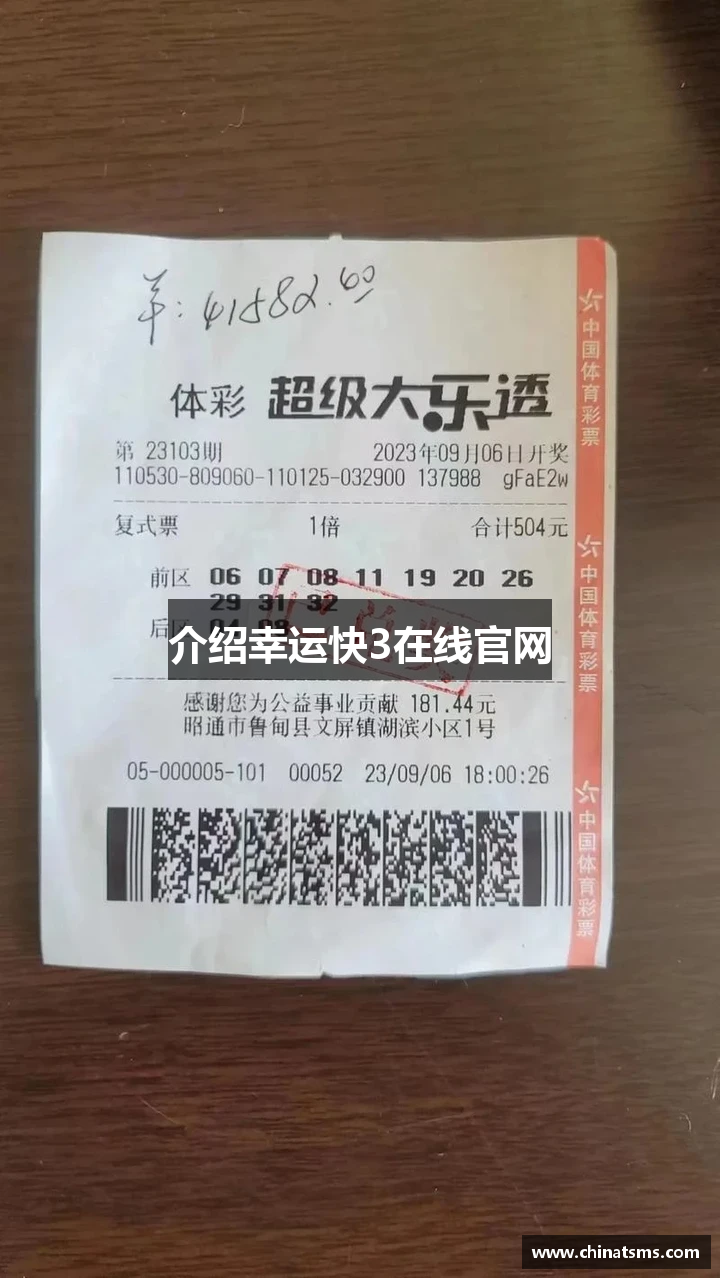 羊: 41582.40
体彩 超级大乐透
第 23103期 2023年09月06日开奖
110530-809060-110125-032900 137988 gFaE2w
复式票 1倍 合计504元
前区 06 07 08 11 19 20 26
29 31 32
后区
介绍幸运快3在线官网
感谢您为公益事业贡献 181.44元
昭通市鲁甸县文屏镇湖滨小区1号
05-000005-101 00052 23/09/06 18:00:26
中国体育彩票
中国体育彩票
中国体育彩票
www.chinatsms.com